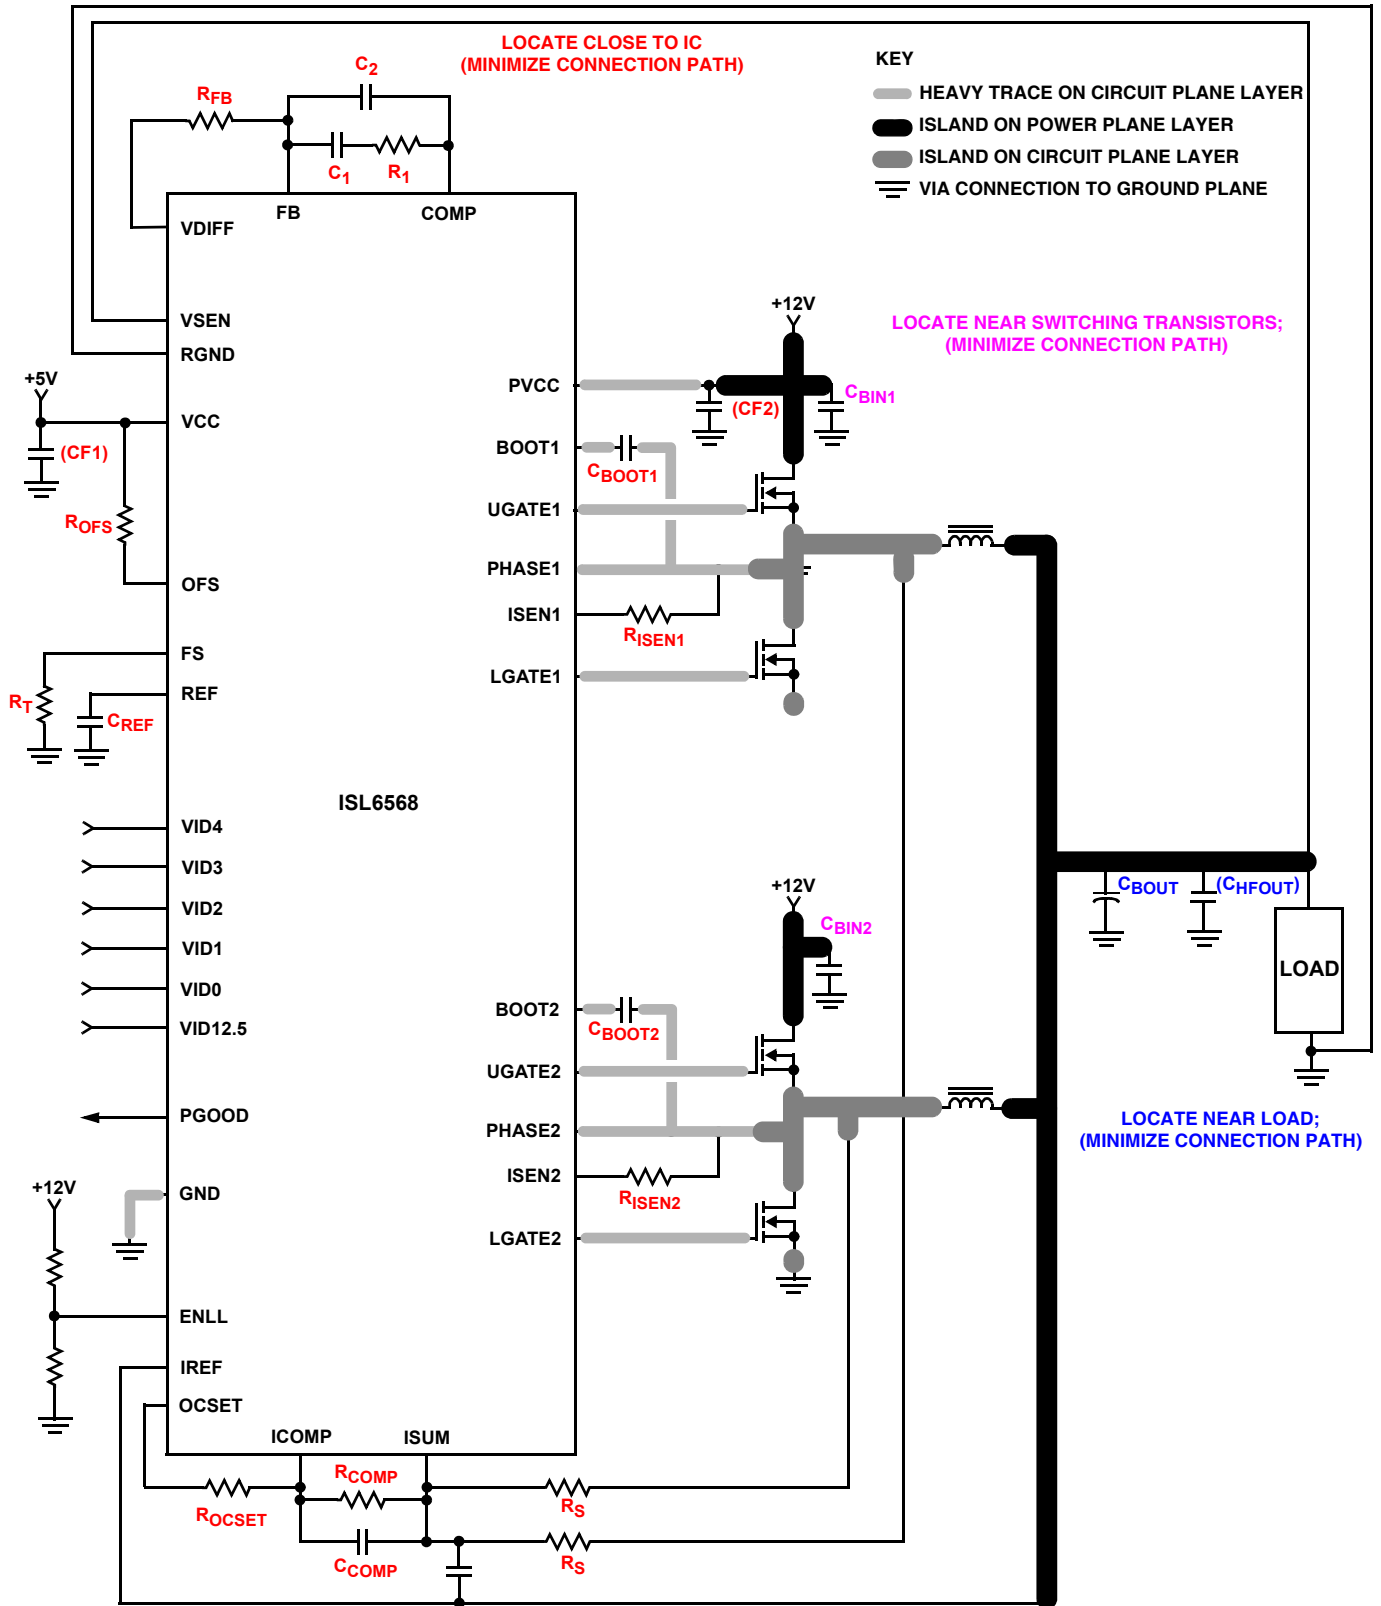 LOCATE CLOSE TO IC
(MINIMIZE CONNECTION PATH)
KEY
HEAVY TRACE ON CIRCUIT PLANE LAYER
ISLAND ON POWER PLANE LAYER
ISLAND ON CIRCUIT PLANE LAYER
VIA CONNECTION TO GROUND PLANE
C2
RFB
C1
R1
FB
COMP
VDIFF
VSEN
RGND
+5V
VCC
(CF1)
ROFS
OFS
FS
REF
RT
CREF
ISL6568
VID4
VID3
VID2
VID1
VID0
VID12.5
PGOOD
+12V
GND
ENLL
IREF
OCSET
ICOMP
ISUM
ROCSET
RCOMP
CCOMP
RS
RS
+12V
LOCATE NEAR SWITCHING TRANSISTORS;
(MINIMIZE CONNECTION PATH)
PVCC
(CF2)
CBIN1
BOOT1
CBOOT1
UGATE1
PHASE1
ISEN1
RISEN1
LGATE1
+12V
CBIN2
BOOT2
CBOOT2
UGATE2
PHASE2
ISEN2
RISEN2
LGATE2
CBOUT
(CHFOUT)
LOAD
LOCATE NEAR LOAD;
(MINIMIZE CONNECTION PATH)